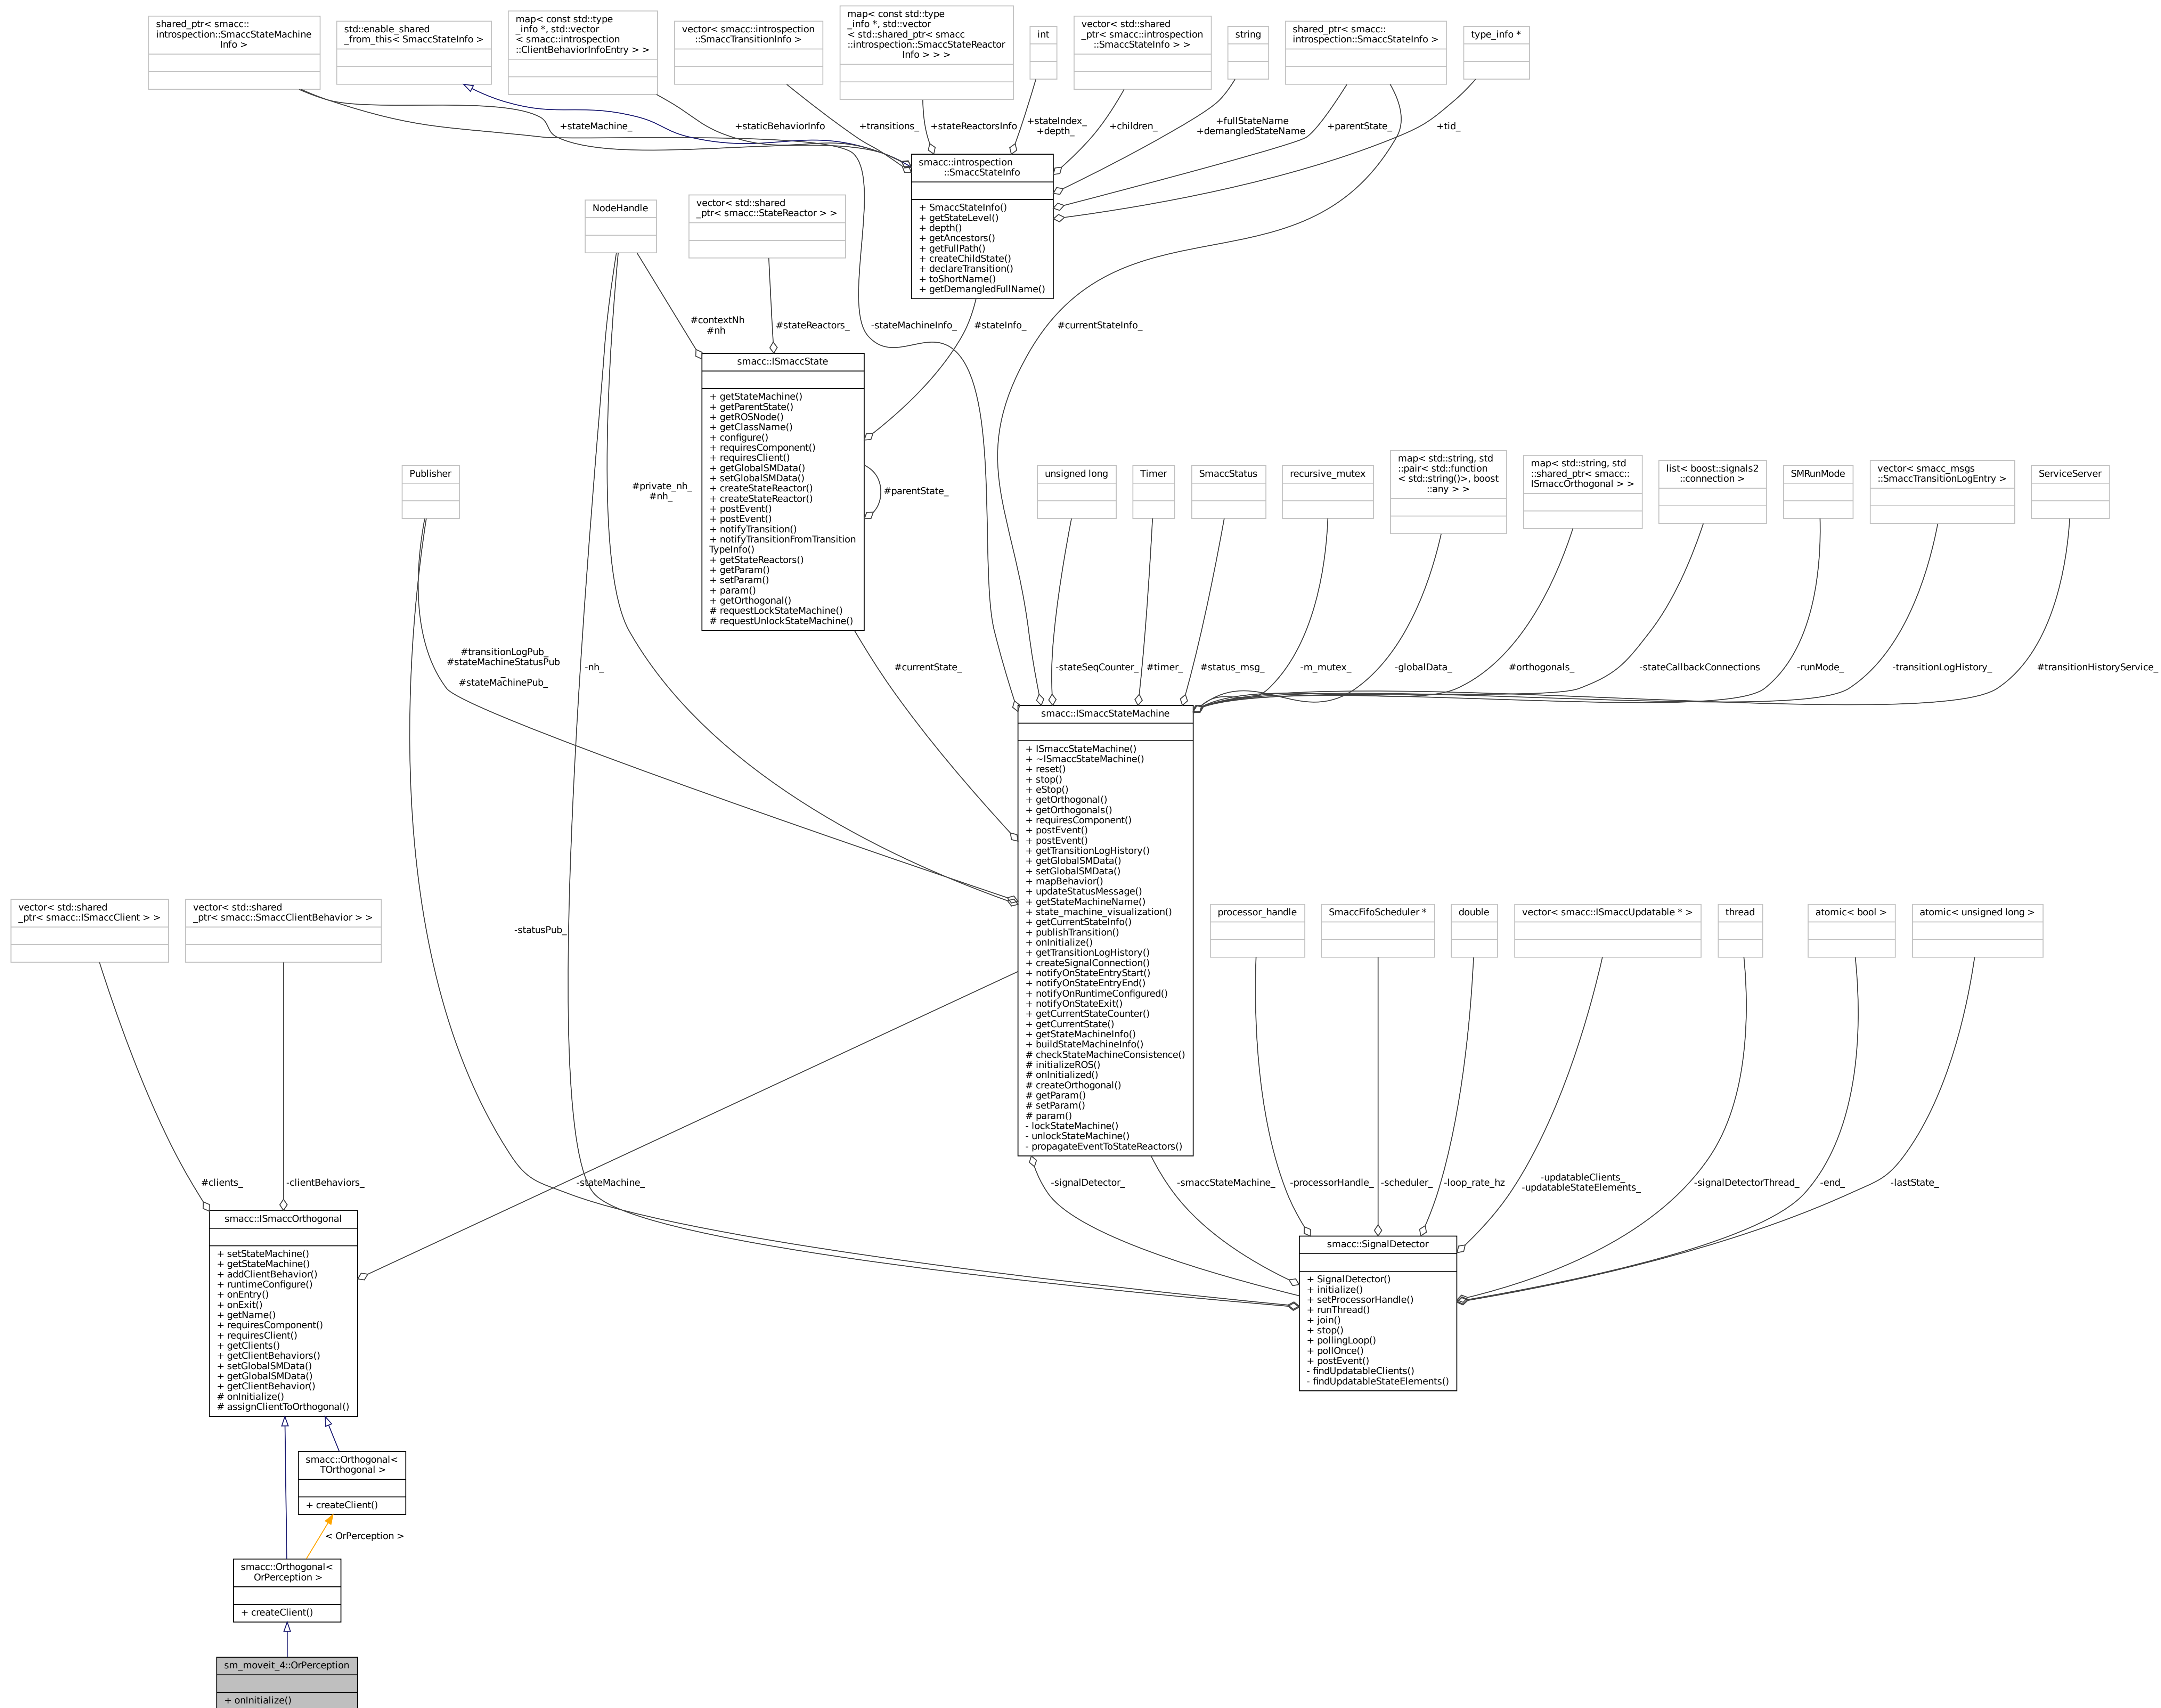 shared_ptr< smacc::
introspection::SmaccStateMachine
Info >
std::enable_shared
_from_this< SmaccStateInfo >
map< const std::type
_info *, std::vector
< smacc::introspection
::ClientBehaviorInfoEntry > >
vector< smacc::introspection
::SmaccTransitionInfo >
map< const std::type
_info *, std::vector
< std::shared_ptr< smacc
::introspection::SmaccStateReactor
Info > > >
int
vector< std::shared
_ptr< smacc::introspection
::SmaccStateInfo > >
string
shared_ptr< smacc::
introspection::SmaccStateInfo >
type_info *
+stateMachine_
+staticBehaviorInfo
+transitions_
+stateReactorsInfo
+stateIndex_
+depth_
+children_
+fullStateName
+demangledStateName
+parentState_
+tid_
smacc::introspection
::SmaccStateInfo
+ SmaccStateInfo()
+ getStateLevel()
+ depth()
+ getAncestors()
+ getFullPath()
+ createChildState()
+ declareTransition()
+ toShortName()
+ getDemangledFullName()
NodeHandle
vector< std::shared
_ptr< smacc::StateReactor > >
#contextNh
#nh
#stateReactors_
-stateMachineInfo_
#stateInfo_
#currentStateInfo_
smacc::ISmaccState
+ getStateMachine()
+ getParentState()
+ getROSNode()
+ getClassName()
+ configure()
+ requiresComponent()
+ requiresClient()
+ getGlobalSMData()
+ setGlobalSMData()
+ createStateReactor()
+ createStateReactor()
+ postEvent()
+ postEvent()
+ notifyTransition()
+ notifyTransitionFromTransition
TypeInfo()
+ getStateReactors()
+ getParam()
+ setParam()
+ param()
+ getOrthogonal()
# requestLockStateMachine()
# requestUnlockStateMachine()
#parentState_
#private_nh_
#nh_
Publisher
unsigned long
Timer
SmaccStatus
recursive_mutex
map< std::string, std
::pair< std::function
< std::string()>, boost
::any > >
map< std::string, std
::shared_ptr< smacc::
ISmaccOrthogonal > >
list< boost::signals2
::connection >
SMRunMode
vector< smacc_msgs
::SmaccTransitionLogEntry >
ServiceServer
#transitionLogPub_
#stateMachineStatusPub
_
#stateMachinePub_
-nh_
#currentState_
-stateSeqCounter_
#timer_
#status_msg_
-m_mutex_
-globalData_
#orthogonals_
-stateCallbackConnections
-runMode_
-transitionLogHistory_
#transitionHistoryService_
smacc::ISmaccStateMachine
+ ISmaccStateMachine()
+ ~ISmaccStateMachine()
+ reset()
+ stop()
+ eStop()
+ getOrthogonal()
+ getOrthogonals()
+ requiresComponent()
+ postEvent()
+ postEvent()
+ getTransitionLogHistory()
+ getGlobalSMData()
+ setGlobalSMData()
+ mapBehavior()
+ updateStatusMessage()
+ getStateMachineName()
+ state_machine_visualization()
+ getCurrentStateInfo()
+ publishTransition()
+ onInitialize()
+ getTransitionLogHistory()
+ createSignalConnection()
+ notifyOnStateEntryStart()
+ notifyOnStateEntryEnd()
+ notifyOnRuntimeConfigured()
+ notifyOnStateExit()
+ getCurrentStateCounter()
+ getCurrentState()
+ getStateMachineInfo()
+ buildStateMachineInfo()
# checkStateMachineConsistence()
# initializeROS()
# onInitialized()
# createOrthogonal()
# getParam()
# setParam()
# param()
- lockStateMachine()
- unlockStateMachine()
- propagateEventToStateReactors()
vector< std::shared
_ptr< smacc::ISmaccClient > >
vector< std::shared
_ptr< smacc::SmaccClientBehavior > >
-statusPub_
processor_handle
SmaccFifoScheduler *
double
vector< smacc::ISmaccUpdatable * >
thread
atomic< bool >
atomic< unsigned long >
#clients_
-clientBehaviors_
-stateMachine_
-signalDetector_
-smaccStateMachine_
-processorHandle_
-scheduler_
-loop_rate_hz
-updatableClients_
-updatableStateElements_
-signalDetectorThread_
-end_
-lastState_
smacc::ISmaccOrthogonal
+ setStateMachine()
+ getStateMachine()
+ addClientBehavior()
+ runtimeConfigure()
+ onEntry()
+ onExit()
+ getName()
+ requiresComponent()
+ requiresClient()
+ getClients()
+ getClientBehaviors()
+ setGlobalSMData()
+ getGlobalSMData()
+ getClientBehavior()
# onInitialize()
# assignClientToOrthogonal()
smacc::SignalDetector
+ SignalDetector()
+ initialize()
+ setProcessorHandle()
+ runThread()
+ join()
+ stop()
+ pollingLoop()
+ pollOnce()
+ postEvent()
- findUpdatableClients()
- findUpdatableStateElements()
smacc::Orthogonal<
TOrthogonal >
+ createClient()
< OrPerception >
smacc::Orthogonal<
OrPerception >
+ createClient()
sm_moveit_4::OrPerception
+ onInitialize()